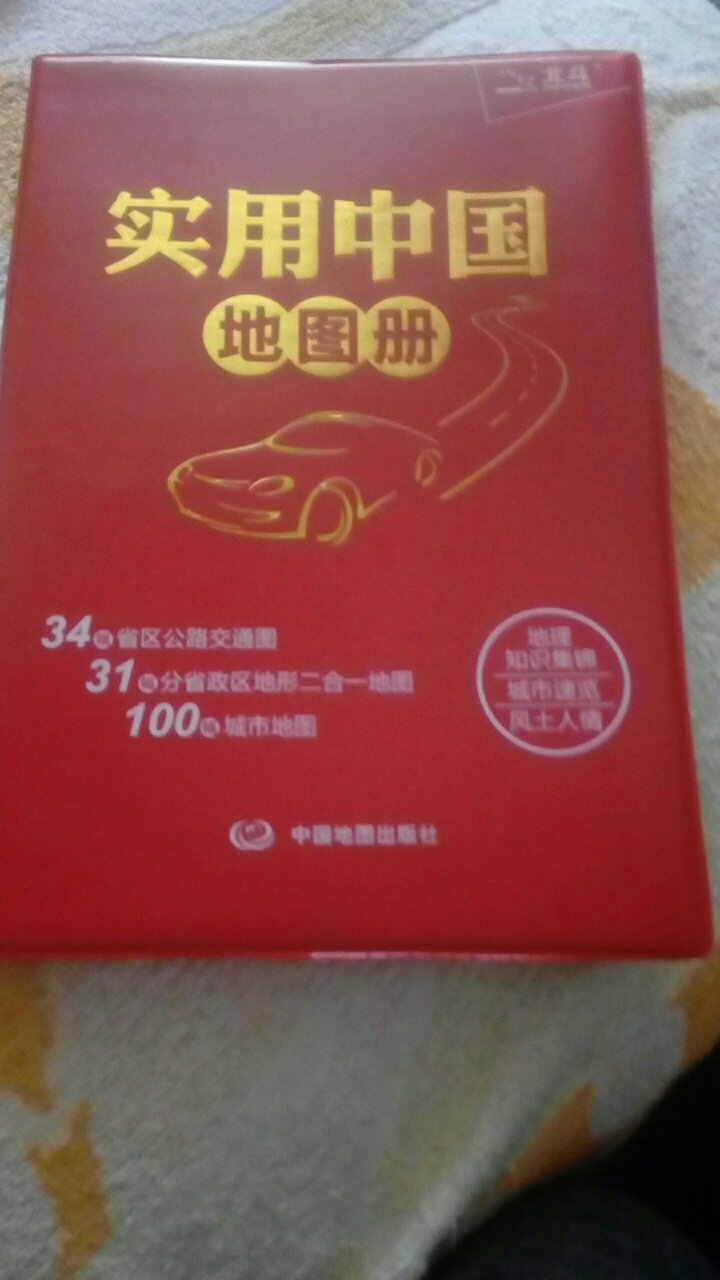 北斗
实用中国
地图册
34幅省区公路交通图
31幅分省政区地形二合一地图
100幅城市地图
地理
知识集锦
城市速览
风土人情
中国地图出版社